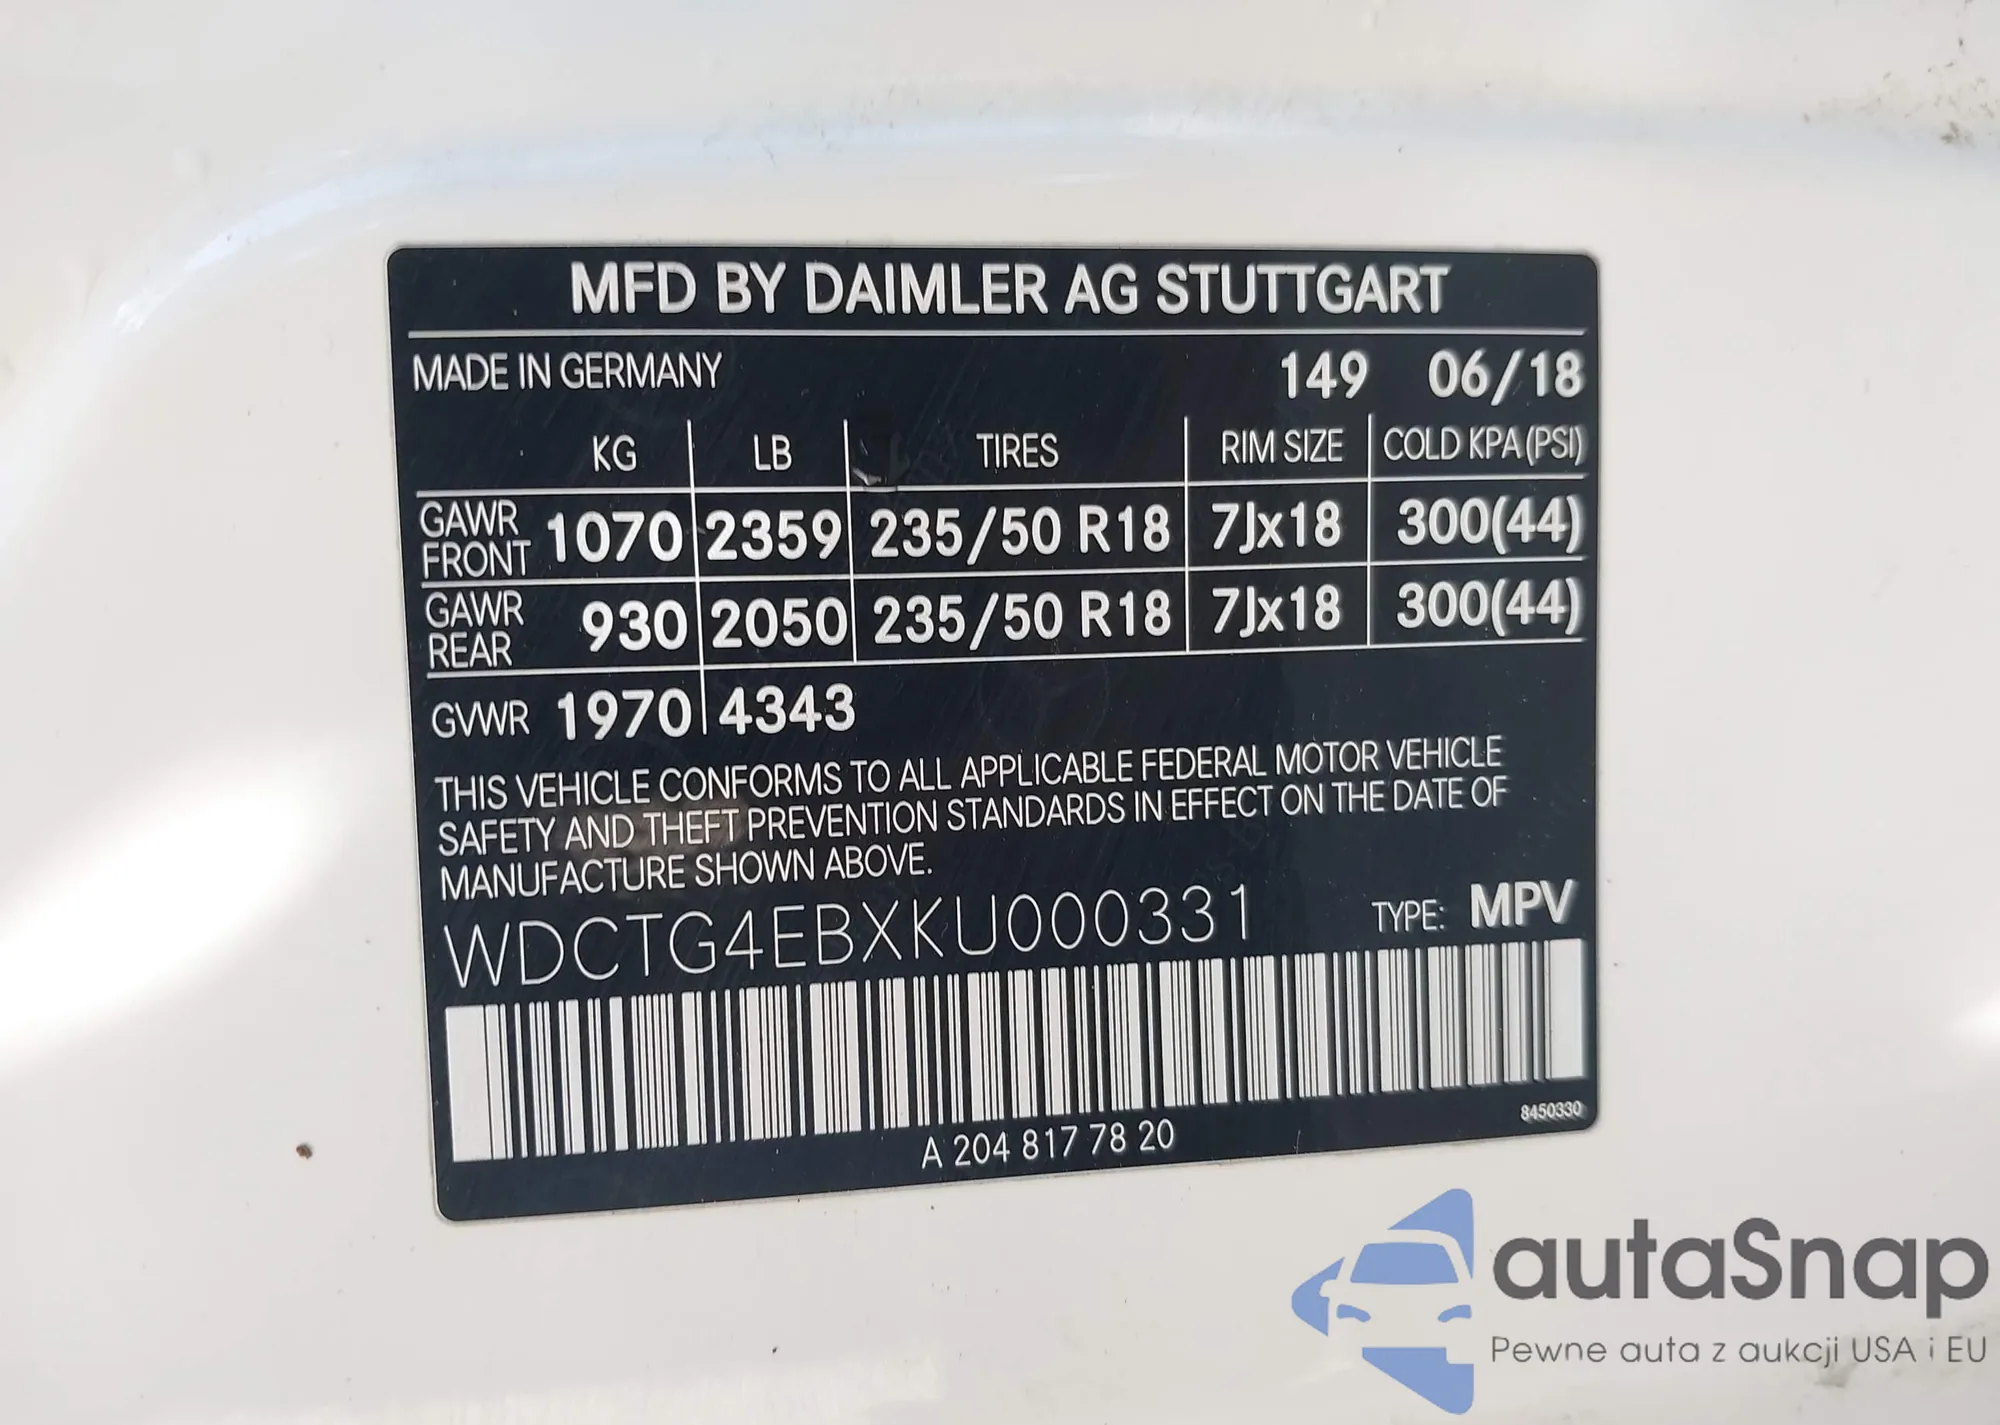 MFD BY DAIMLER AG STUTTGART
MADE IN GERMANY 149 06/18
KG LB TIRES RIM SIZE COLD KPA(PSI)
GAWR FRONT 1070 2359 235/50 R18 7Jx18 300(44)
GAWR REAR 930 2050 235/50 R18 7Jx18 300(44)
GVWR 1970 4343
THIS VEHICLE CONFORMS TO ALL APPLICABLE FEDERAL MOTOR VEHICLE
SAFETY AND THEFT PREVENTION STANDARDS IN EFFECT ON THE DATE OF
MANUFACTURE SHOWN ABOVE.
WDCTG4EBXKU000331 TYPE: MPV
8450330
A 204 817 78 20
autaSnap
Pewne auta z aukcji USA i EU